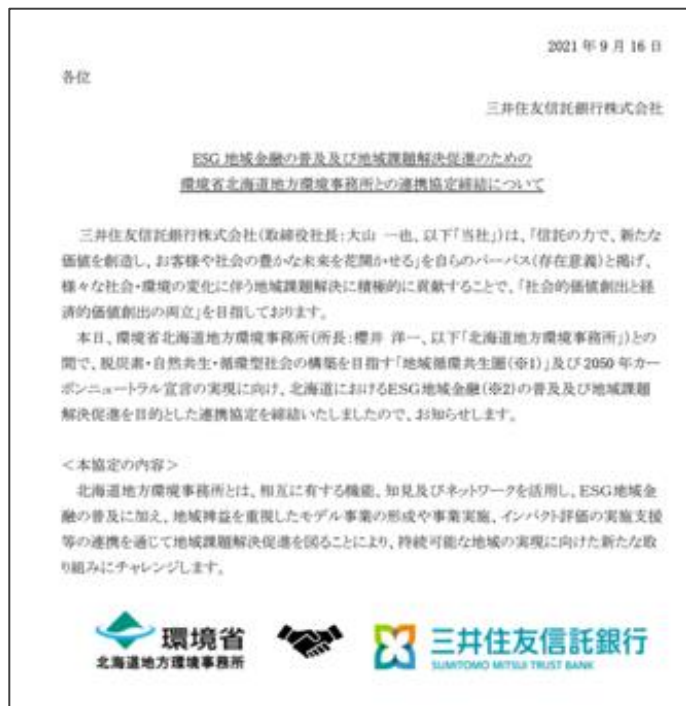 2021 年 9 月 16 日
各位
三井住友信託銀行株式会社
ESG 地域金融の普及及び地域課題解決促進のための
環境省北海道地方環境事務所との連携協定締結について
三井住友信託銀行株式会社(取締役社長:大山 一也、以下「当社」)は、「信託の力で、新たな
価値を創造し、お客様や社会の豊かな未来を花開かせる」を自らのパーパス(存在意義)と掲げ、
様々な社会・環境の変化に伴う地域課題解決に積極的に貢献することで、「社会的価値創出と経
済的価値創出の両立」を目指しております。
本日、環境省北海道地方環境事務所(所長:櫻井 洋一、以下「北海道地方環境事務所」)との
間で、脱炭素・自然共生・循環型社会の構築を目指す「地域循環共生圏(※1)」及び 2050 年カー
ボンニュートラル宣言の実現に向け、北海道におけるESG地域金融(※2)の普及及び地域課題
解決促進を目的とした連携協定を締結いたしましたので、お知らせします。
<本協定の内容>
北海道地方環境事務所とは、相互に有する機能、知見及びネットワークを活用し、ESG地域金
融の普及に加え、地域裨益を重視したモデル事業の形成や事業実施、インパクト評価の実施支援
等の連携を通じて地域課題解決促進を図ることにより、持続可能な地域の実現に向けた新たな取
り組みにチャレンジします。
環境省
北海道地方環境事務所
三井住友信託銀行
SUMITOMO MITSUI TRUST BANK